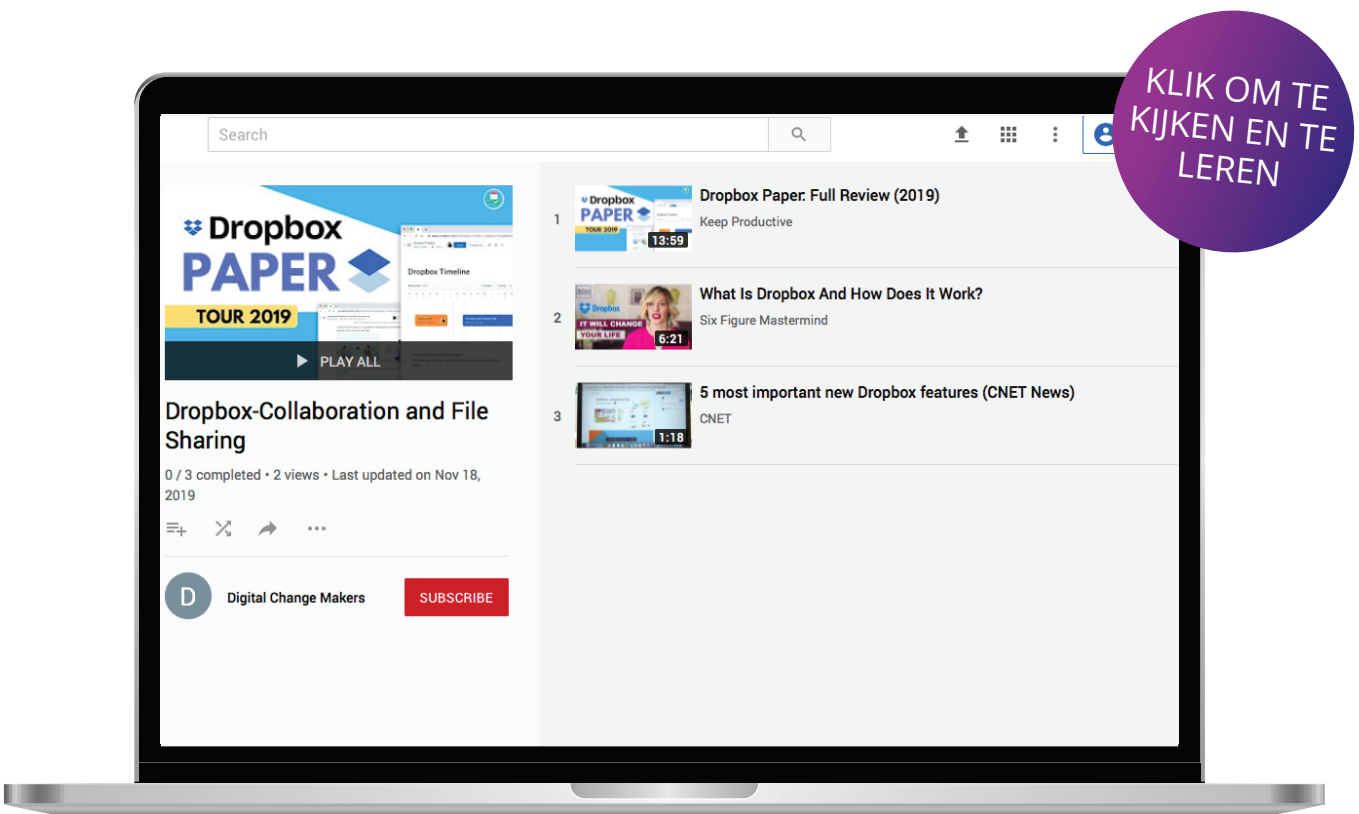 KLIK OM TE
KIJKEN EN TE
LEREN
Search
Dropbox
PAPER
TOUR 2019
Dropbox Timeline
PLAY ALL
Dropbox-Collaboration and File
Sharing
0 / 3 completed • 2 views • Last updated on Nov 18,
2019
D
Digital Change Makers
SUBSCRIBE
1
Dropbox
PAPER
TOUR 2019
13:59
Dropbox Paper: Full Review (2019)
Keep Productive
2
Dropbox
IT WILL CHANGE
YOUR LIFE
6:21
What Is Dropbox And How Does It Work?
Six Figure Mastermind
3
1:18
5 most important new Dropbox features (CNET News)
CNET